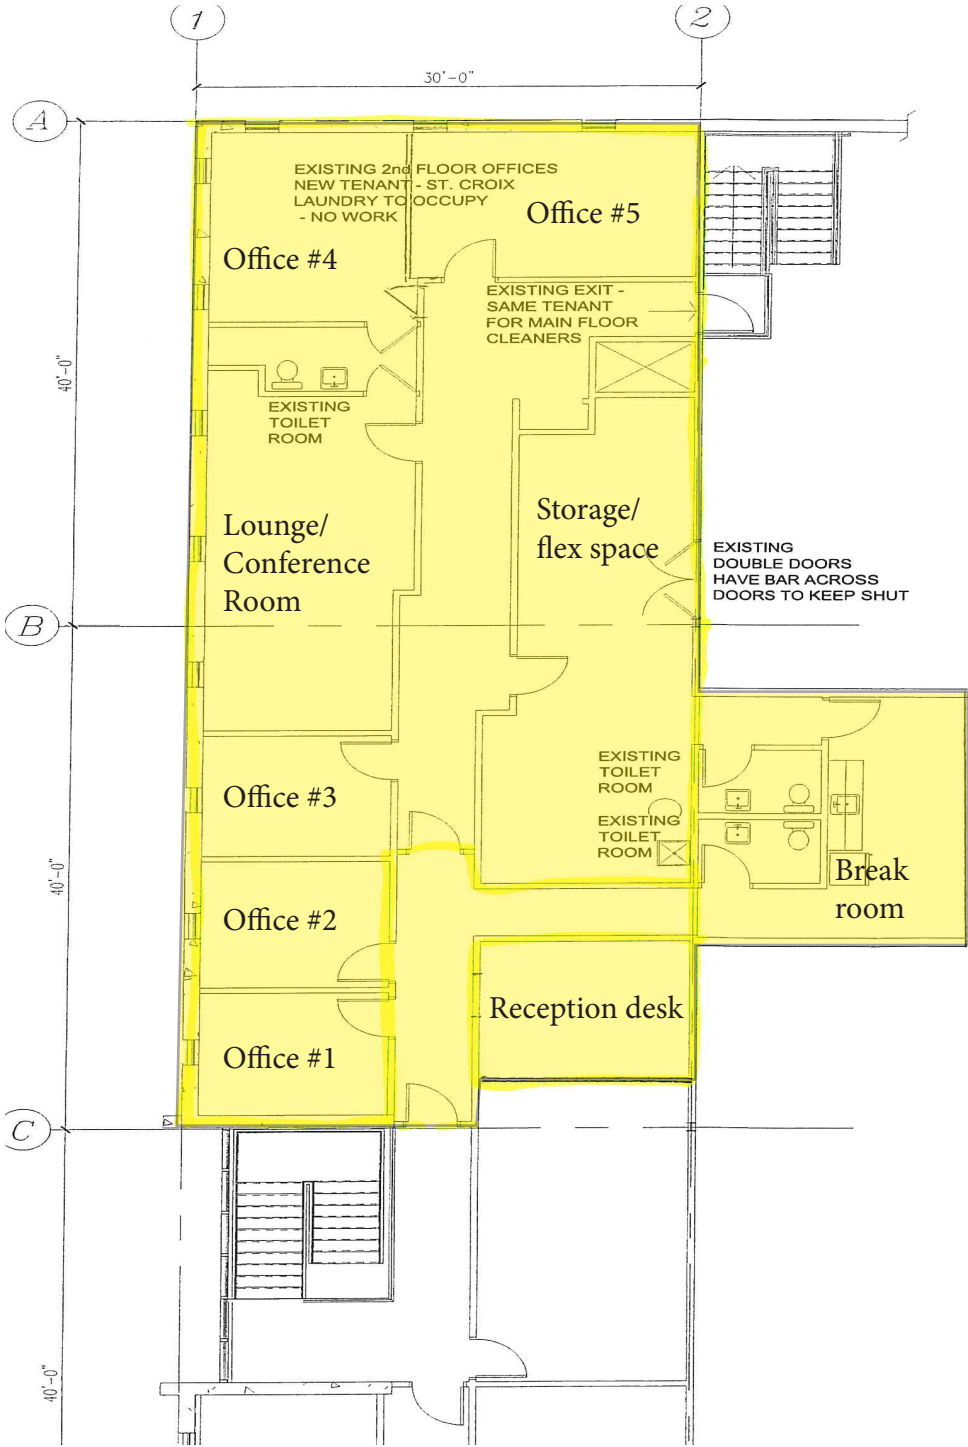 1
2
30'-0"
A
EXISTING 2nd FLOOR OFFICES
NEW TENANT - ST. CROIX
LAUNDRY TO OCCUPY
- NO WORK
Office #5
Office #4
EXISTING EXIT -
SAME TENANT
FOR MAIN FLOOR
CLEANERS
40'-0"
EXISTING
TOILET
ROOM
Lounge/
Conference
Room
Storage/
flex space
EXISTING
DOUBLE DOORS
HAVE BAR ACROSS
DOORS TO KEEP SHUT
B
EXISTING
TOILET
ROOM
Office #3
EXISTING
TOILET
ROOM
40'-0"
Break
room
Office #2
Reception desk
Office #1
C
40'-0"